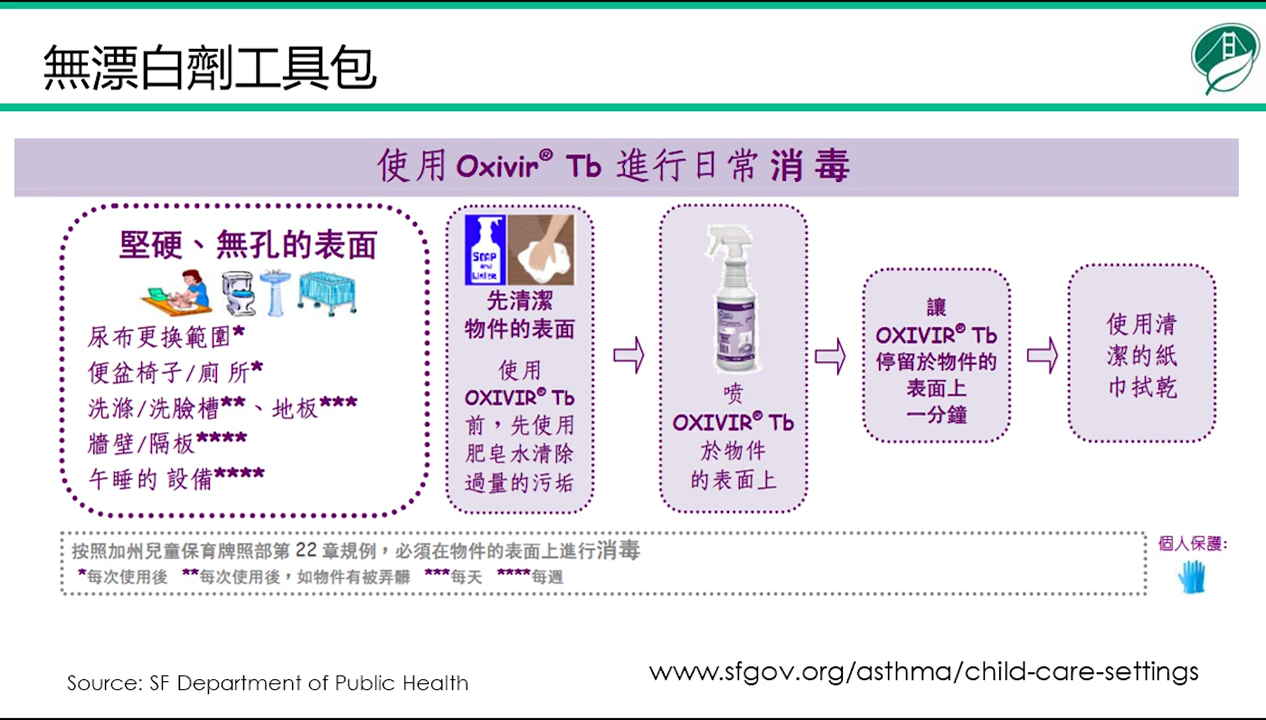 無漂白劑工具包
使用 Oxivir® Tb 進行日常 消 毒
堅硬、無孔的表面
尿布更換範圍*
便盆椅子/廁 所*
洗滌/洗臉槽**、地板***
牆壁/隔板****
午睡的 設備****
SOAP
and
WATER
先清潔
物件的表面
使用
OXIVIR® Tb
前，先使用
肥皂水清除
過量的污垢
喷
OXIVIR® Tb
於物件
的表面上
讓
OXIVIR® Tb
停留於物件的
表面上
一分鐘
使用清
潔的紙
巾拭乾
按照加州兒童保育牌照部第 22 章規例，必須在物件的表面上進行消毒
*每次使用後 **每次使用後，如物件有被弄髒 ***每天 ****每週
個人保護:
Source: SF Department of Public Health
www.sfgov.org/asthma/child-care-settings